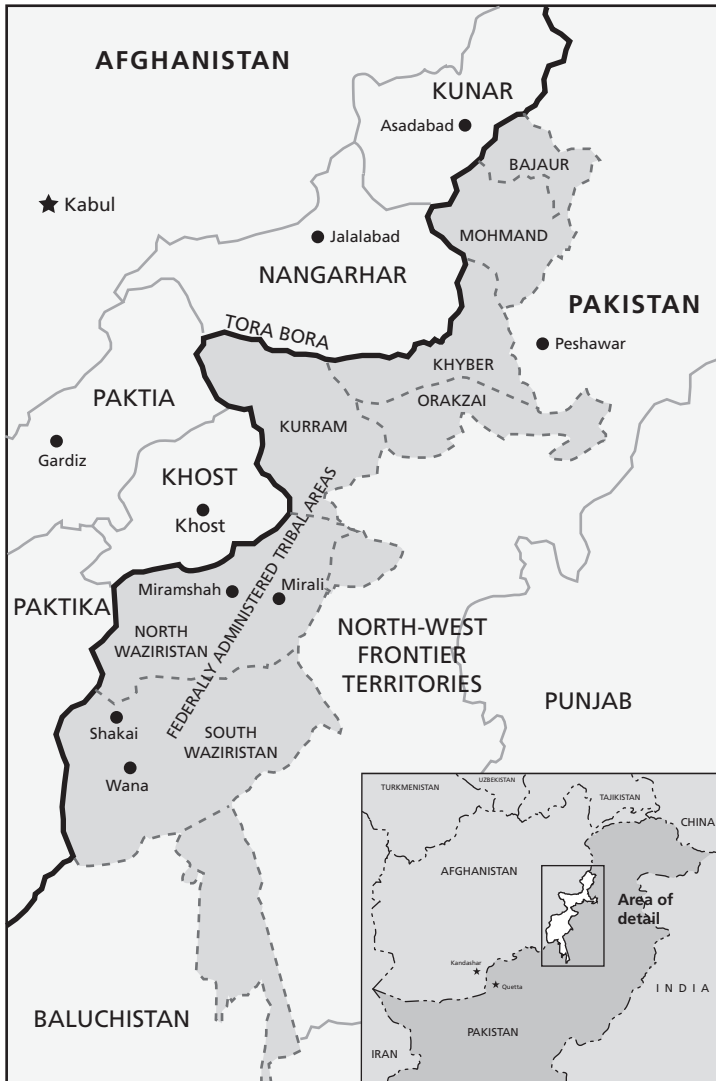 AFGHANISTAN
KUNAR
Asadabad
BAJAUR
Kabul
MOHMAND
Jalalabad
NANGARHAR
PAKISTAN
TORA BORA
Peshawar
KHYBER
ORAKZAI
PAKTIA
KURRAM
Gardiz
KHOST
Khost
FEDERALLY ADMINISTERED TRIBAL AREAS
Miramshah
Mirali
PAKTIKA
NORTH
WAZIRISTAN
NORTH-WEST
FRONTIER
TERRITORIES
PUNJAB
Shakai
SOUTH
WAZIRISTAN
Wana
BALUCHISTAN
TURKMENISTAN
UZBEKISTAN
TAJIKISTAN
CHINA
AFGHANISTAN
Area of
detail
Kandashar
Quetta
INDIA
PAKISTAN
IRAN